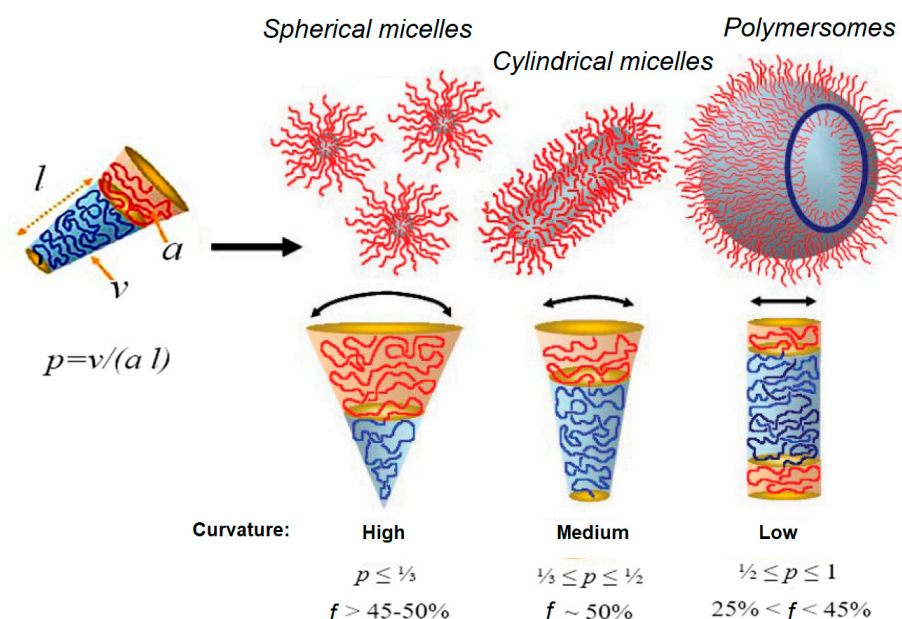 Spherical micelles
Cylindrical micelles
Polymersomes
l
a
v
p=v/(a l)
Curvature: High Medium Low
p ≤ ⅓ ⅓ ≤ p ≤ ½ ½ ≤ p ≤ 1
f > 45-50% f ~ 50% 25% < f < 45%